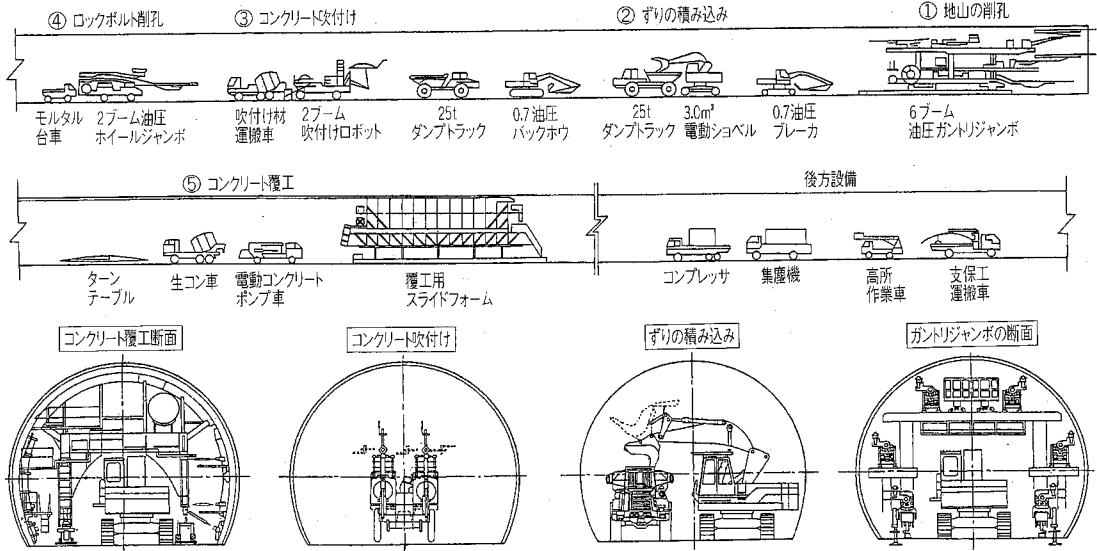 ④ ロックボルト削孔
③ コンクリート吹付け
② ずりの積み込み
① 地山の削孔
モルタル
台車
2ブーム油圧
ホイールジャンボ
吹付け材
運搬車
2ブーム
吹付けロボット
25t
ダンプトラック
0.7油圧
バックホウ
25t
ダンプトラック
3.0m³
電動ショベル
0.7油圧
ブレーカ
6ブーム
油圧ガントリジャンボ
⑤ コンクリート覆工
後方設備
ターン
テーブル
生コン車
電動コンクリート
ポンプ車
覆工用
スライドフォーム
コンプレッサ
集塵機
高所
作業車
支保工
運搬車
コンクリート覆工断面
コンクリート吹付け
ずりの積み込み
ガントリジャンボの断面